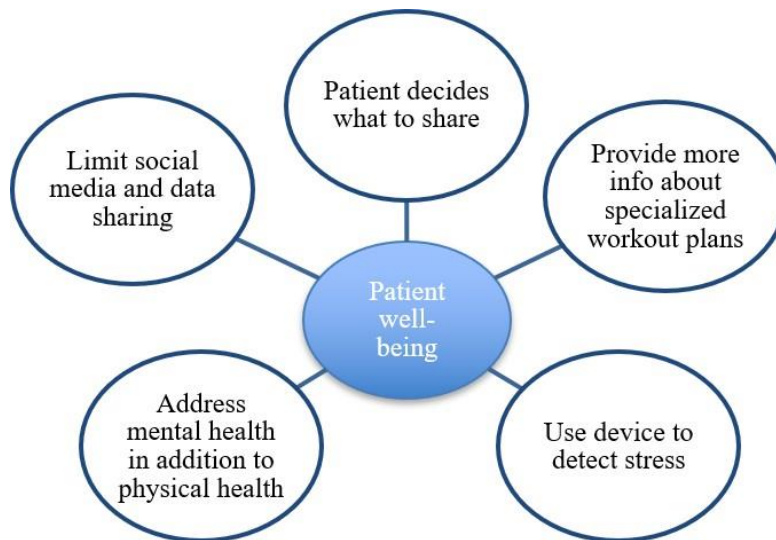 Patient decides
what to share
Limit social
media and data
sharing
Provide more
info about
specialized
workout plans
Patient
well-
being
Address
mental health
in addition to
physical health
Use device to
detect stress